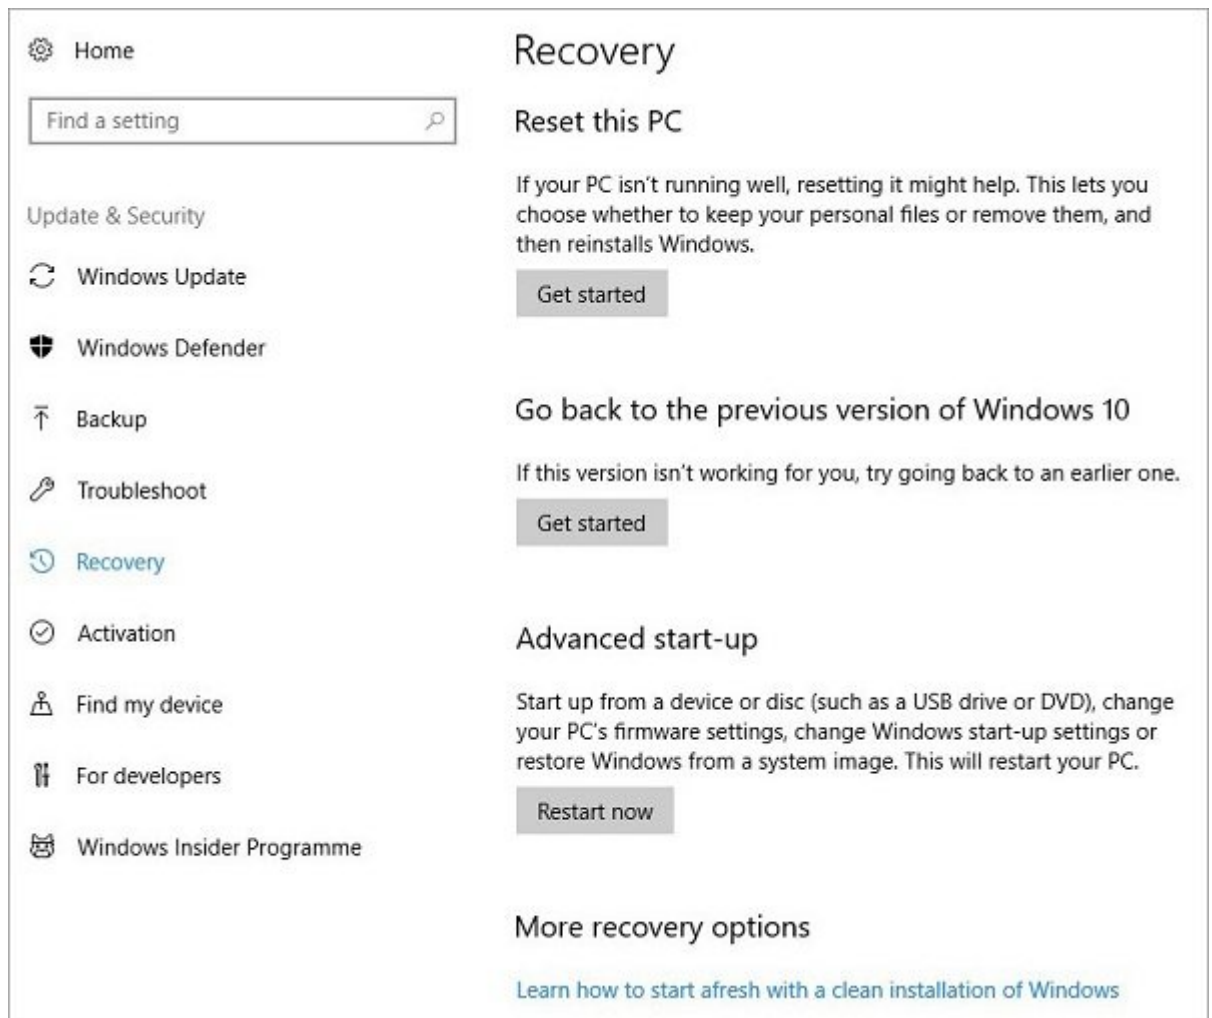 Home
Find a setting
Update & Security
Windows Update
Windows Defender
Backup
Troubleshoot
Recovery
Activation
Find my device
For developers
Windows Insider Programme
Recovery
Reset this PC
If your PC isn't running well, resetting it might help. This lets you
choose whether to keep your personal files or remove them, and
then reinstalls Windows.
Get started
Go back to the previous version of Windows 10
If this version isn't working for you, try going back to an earlier one.
Get started
Advanced start-up
Start up from a device or disc (such as a USB drive or DVD), change
your PC's firmware settings, change Windows start-up settings or
restore Windows from a system image. This will restart your PC.
Restart now
More recovery options
Learn how to start afresh with a clean installation of Windows